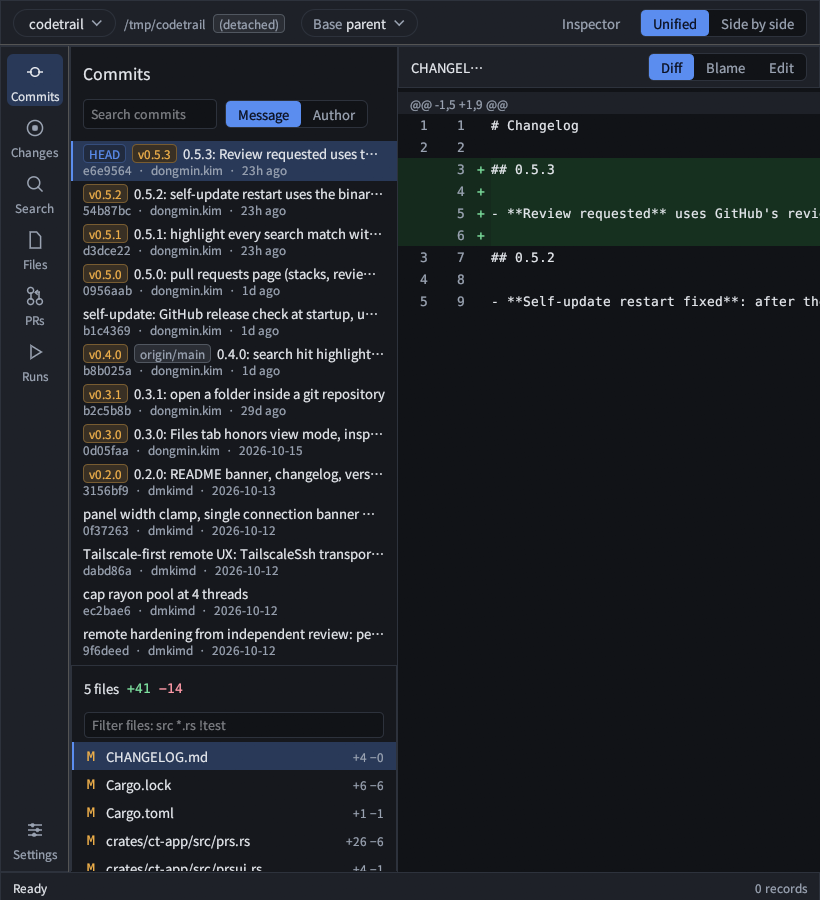 codetrail /tmp/codetrail (detached) Base parent Inspector Unified Side by side
Commits
Changes
Search
Files
PRs
Runs
Settings
Commits
Search commits Message Author
HEAD v0.5.3 0.5.3: Review requested uses t···
e6e9564 · dongmin.kim · 23h ago
v0.5.2 0.5.2: self-update restart uses the binar···
54b87bc · dongmin.kim · 23h ago
v0.5.1 0.5.1: highlight every search match wit···
d3dce22 · dongmin.kim · 23h ago
v0.5.0 0.5.0: pull requests page (stacks, revie···
0956aab · dongmin.kim · 1d ago
self-update: GitHub release check at startup, u···
b1c4369 · dongmin.kim · 1d ago
v0.4.0 origin/main 0.4.0: search hit highlight···
b8b025a · dongmin.kim · 1d ago
v0.3.1 0.3.1: open a folder inside a git repository
b2c5b8b · dongmin.kim · 29d ago
v0.3.0 0.3.0: Files tab honors view mode, insp···
0d05faa · dongmin.kim · 2026-10-15
v0.2.0 0.2.0: README banner, changelog, vers···
3156bf9 · dmkimd · 2026-10-13
panel width clamp, single connection banner ···
0f37263 · dmkimd · 2026-10-12
Tailscale-first remote UX: TailscaleSsh transpor···
dabd86a · dmkimd · 2026-10-12
cap rayon pool at 4 threads
ec2bae6 · dmkimd · 2026-10-12
remote hardening from independent review: pe···
9f6deed · dmkimd · 2026-10-12
5 files +41 −14
Filter files: src *.rs !test
M CHANGELOG.md +4 −0
M Cargo.lock +6 −6
M Cargo.toml +1 −1
M crates/ct-app/src/prs.rs +26 −6
M crates/ct-app/src/prsui.rs +4 −1
CHANGEL··· Diff Blame Edit
@@ -1,5 +1,9 @@
1 1 # Changelog
2 2
3 + ## 0.5.3
4 +
5 + - **Review requested** uses GitHub's revi
6 +
3 7 ## 0.5.2
4 8
5 9 - **Self-update restart fixed**: after th
Ready 0 records